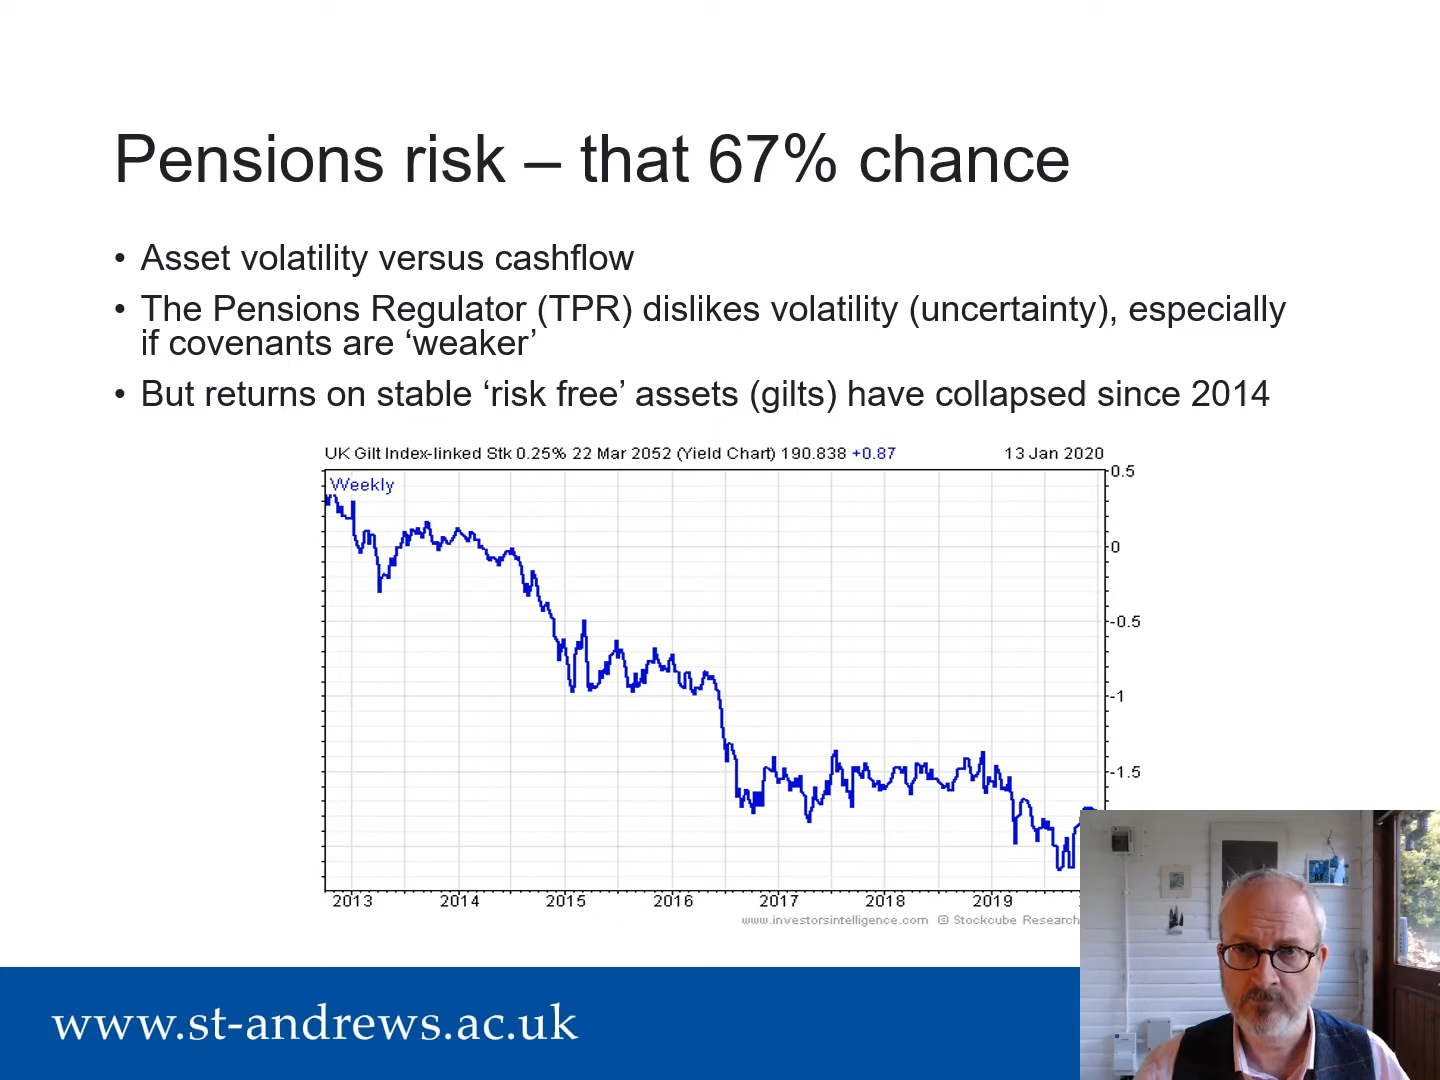 Pensions risk – that 67% chance
• Asset volatility versus cashflow
• The Pensions Regulator (TPR) dislikes volatility (uncertainty), especially
if covenants are ‘weaker’
• But returns on stable ‘risk free’ assets (gilts) have collapsed since 2014
UK Gilt Index-linked Stk 0.25% 22 Mar 2052 (Yield Chart) 190.838 +0.87 13 Jan 2020
Weekly
0.5
0
-0.5
-1
-1.5
2013 2014 2015 2016 2017 2018 2019
www.investorsintelligence.com © Stockcube Research
www.st-andrews.ac.uk